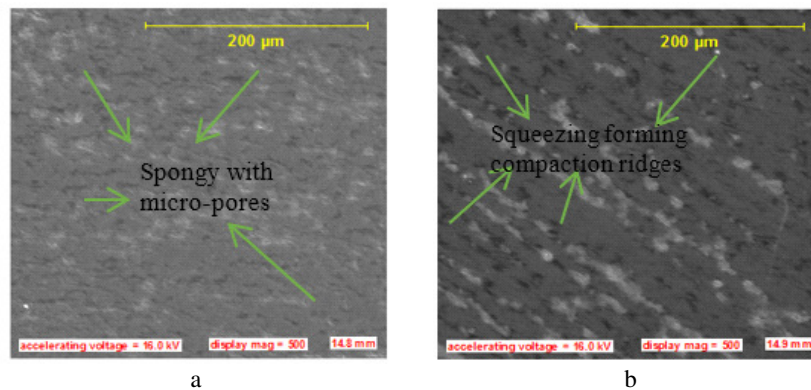 200 µm
200 µm
Spongy with
micro-pores
Squeezing forming
compaction ridges
accelerating voltage = 16.0 kV display mag = 500 14.8 mm
accelerating voltage = 16.0 kV display mag = 500 14.9 mm
a
b